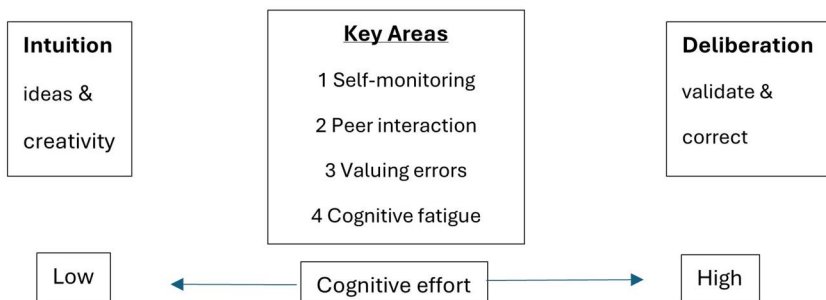 Intuition
ideas &
creativity
Key Areas
1 Self-monitoring
2 Peer interaction
3 Valuing errors
4 Cognitive fatigue
Deliberation
validate &
correct
Low
Cognitive effort
High